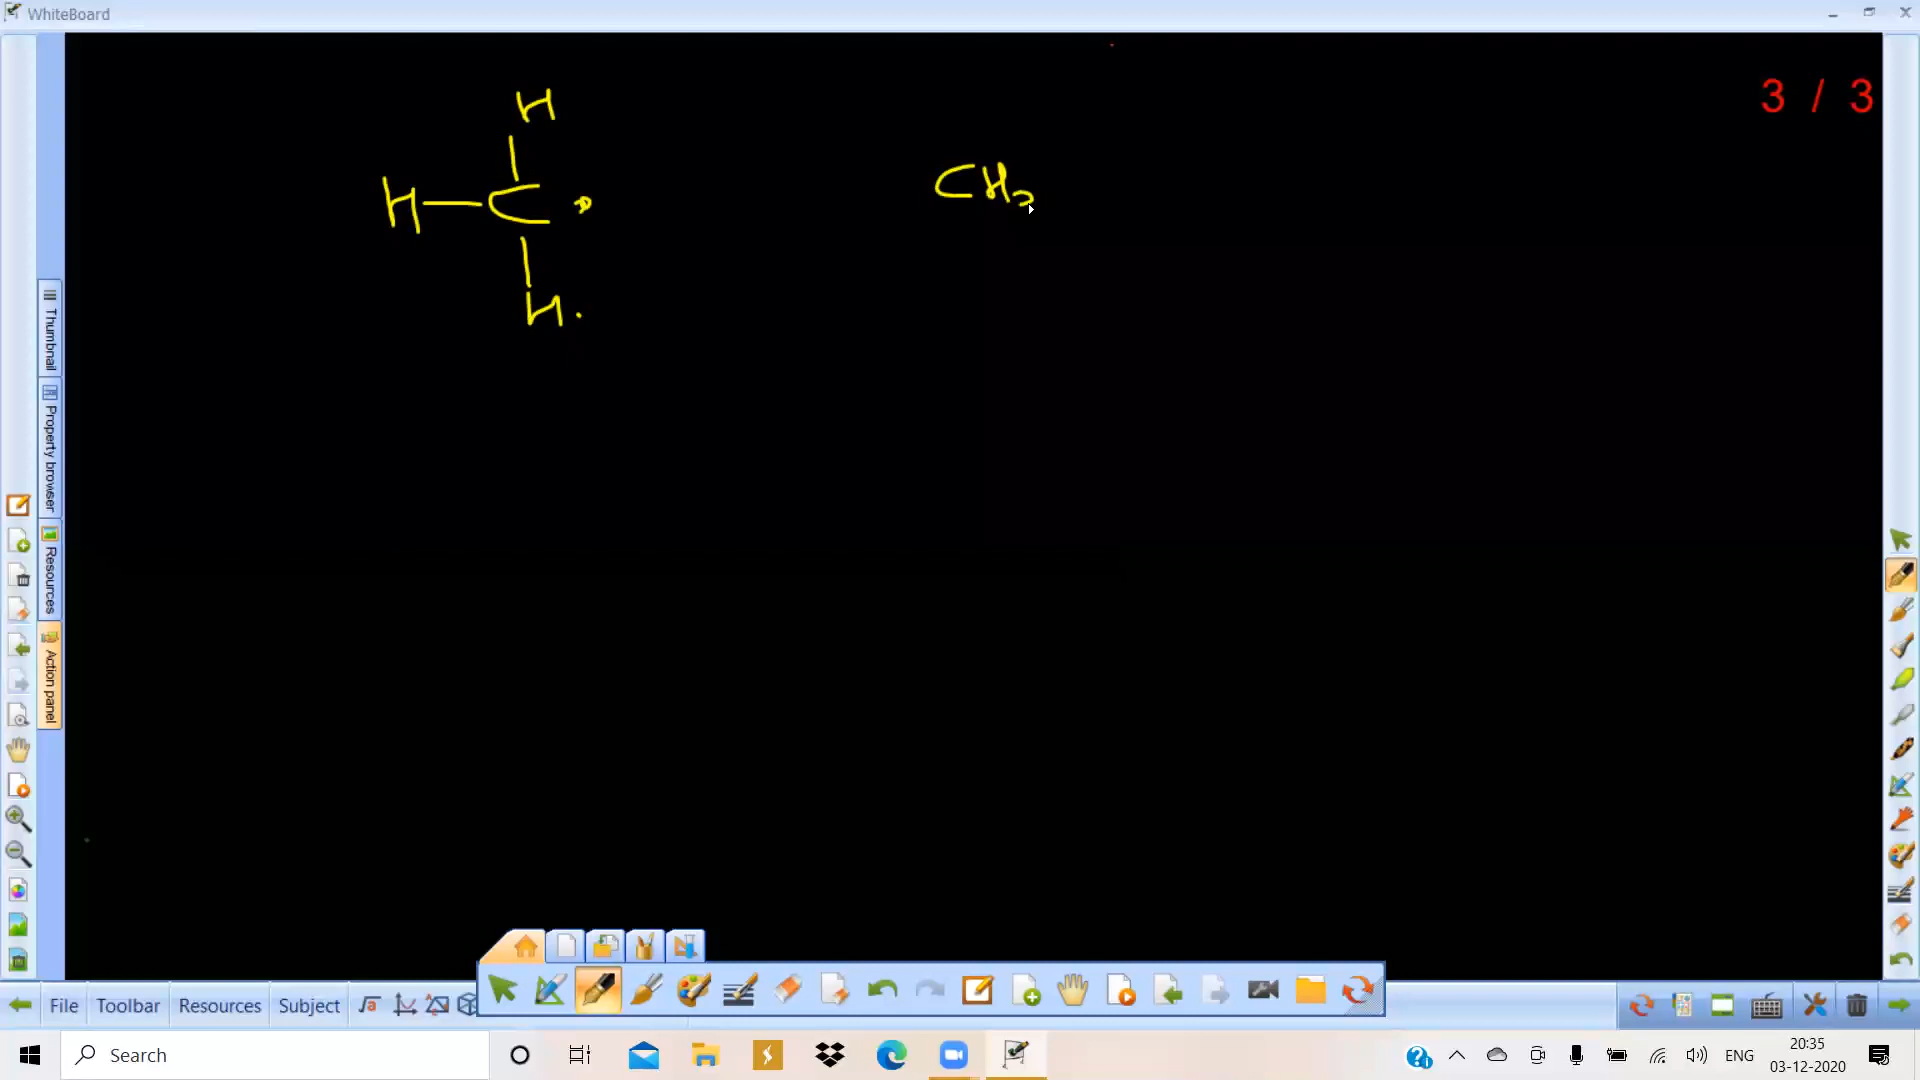 WhiteBoard
3 / 3
H
H—C .
H.
CH
Thumbnail
Property browser
Resources
Action panel
File
Toolbar
Resources
Subject
Search
ENG
20:35
03-12-2020